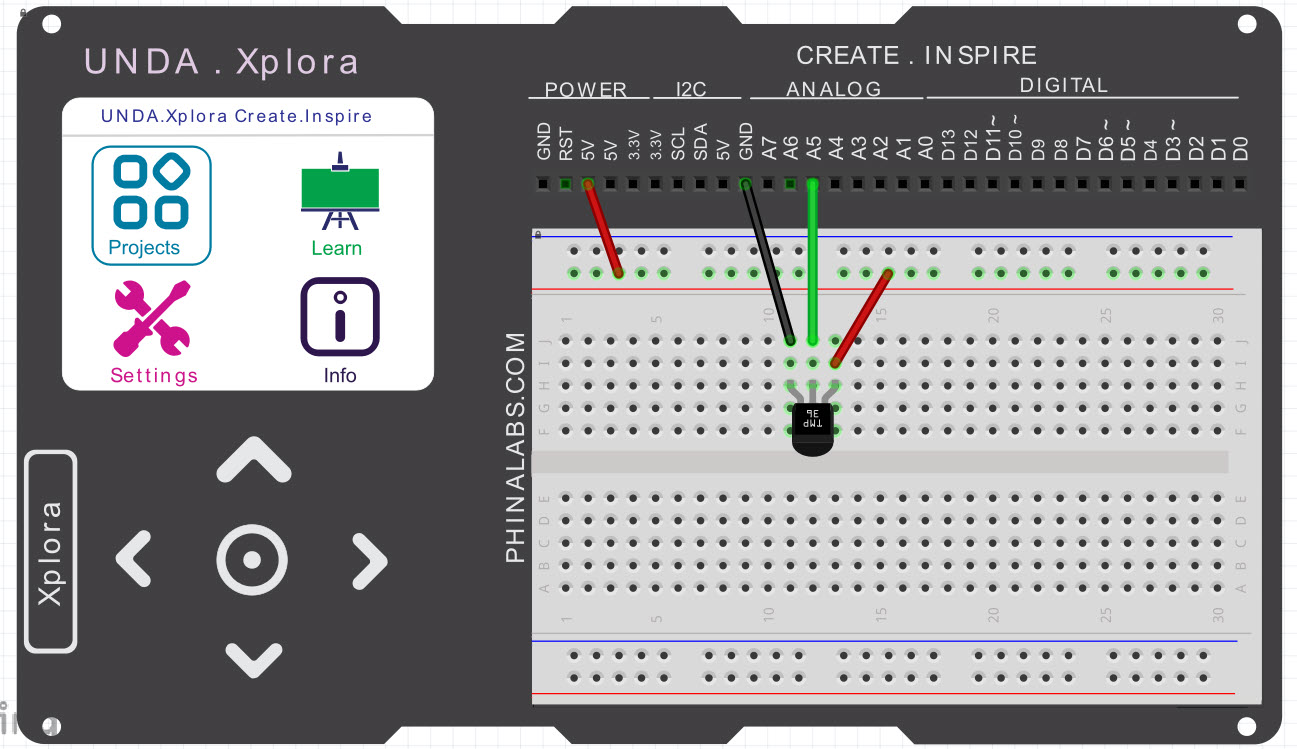 UNDA . Xplora
CREATE . INSPIRE
POWER I2C ANALOG DIGITAL
GND RST 5V 5V 3.3V 3.3V SCL SDA 5V GND A7 A6 A5 A4 A3 A2 A1 A0 D13 D12 D11~ D10~ D9 D8 D7 D6~ D5~ D4 D3~ D2 D1 D0
UNDA.Xplora Create.Inspire
Projects
Learn
Settings
Info
Xplora
PHINALABS.COM
1 5 10 15 20 25 30
J J
I I
H H
G G
F F
TMP
36
E E
D D
C C
B B
A A
1 5 10 15 20 25 30